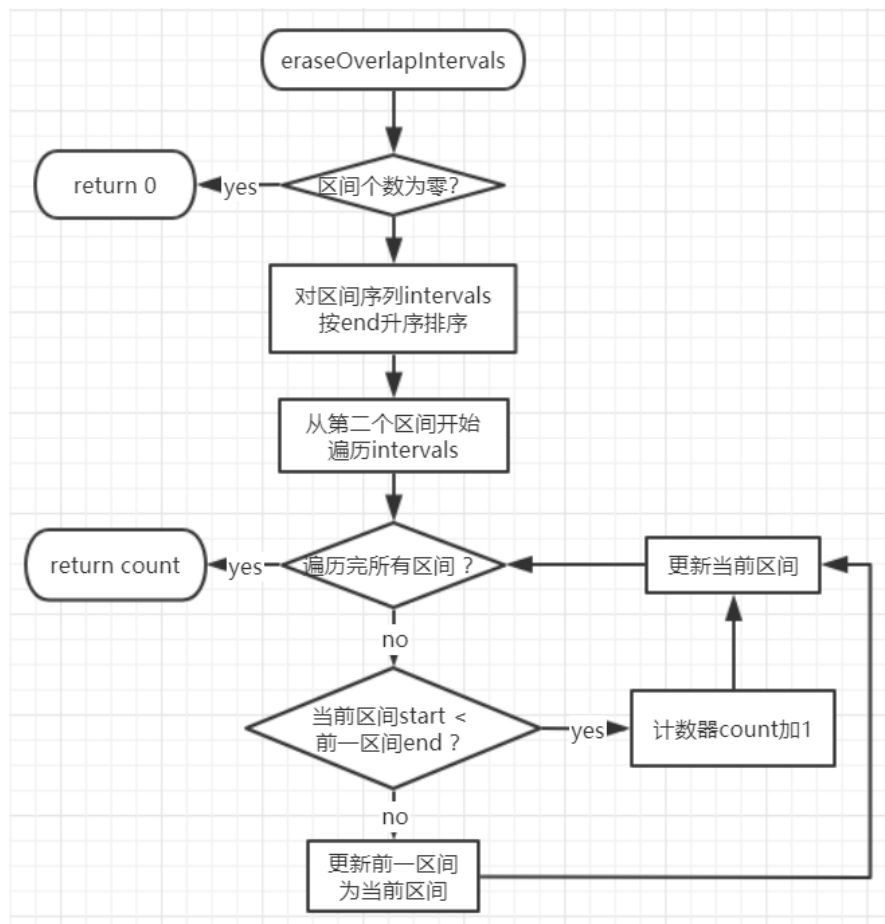 eraseOverlapIntervals
区间个数为零?
yes
return 0
对区间序列intervals
按end升序排序
从第二个区间开始
遍历intervals
遍历完所有区间？
yes
return count
更新当前区间
no
当前区间start <
前一区间end？
yes
计数器count加1
no
更新前一区间
为当前区间